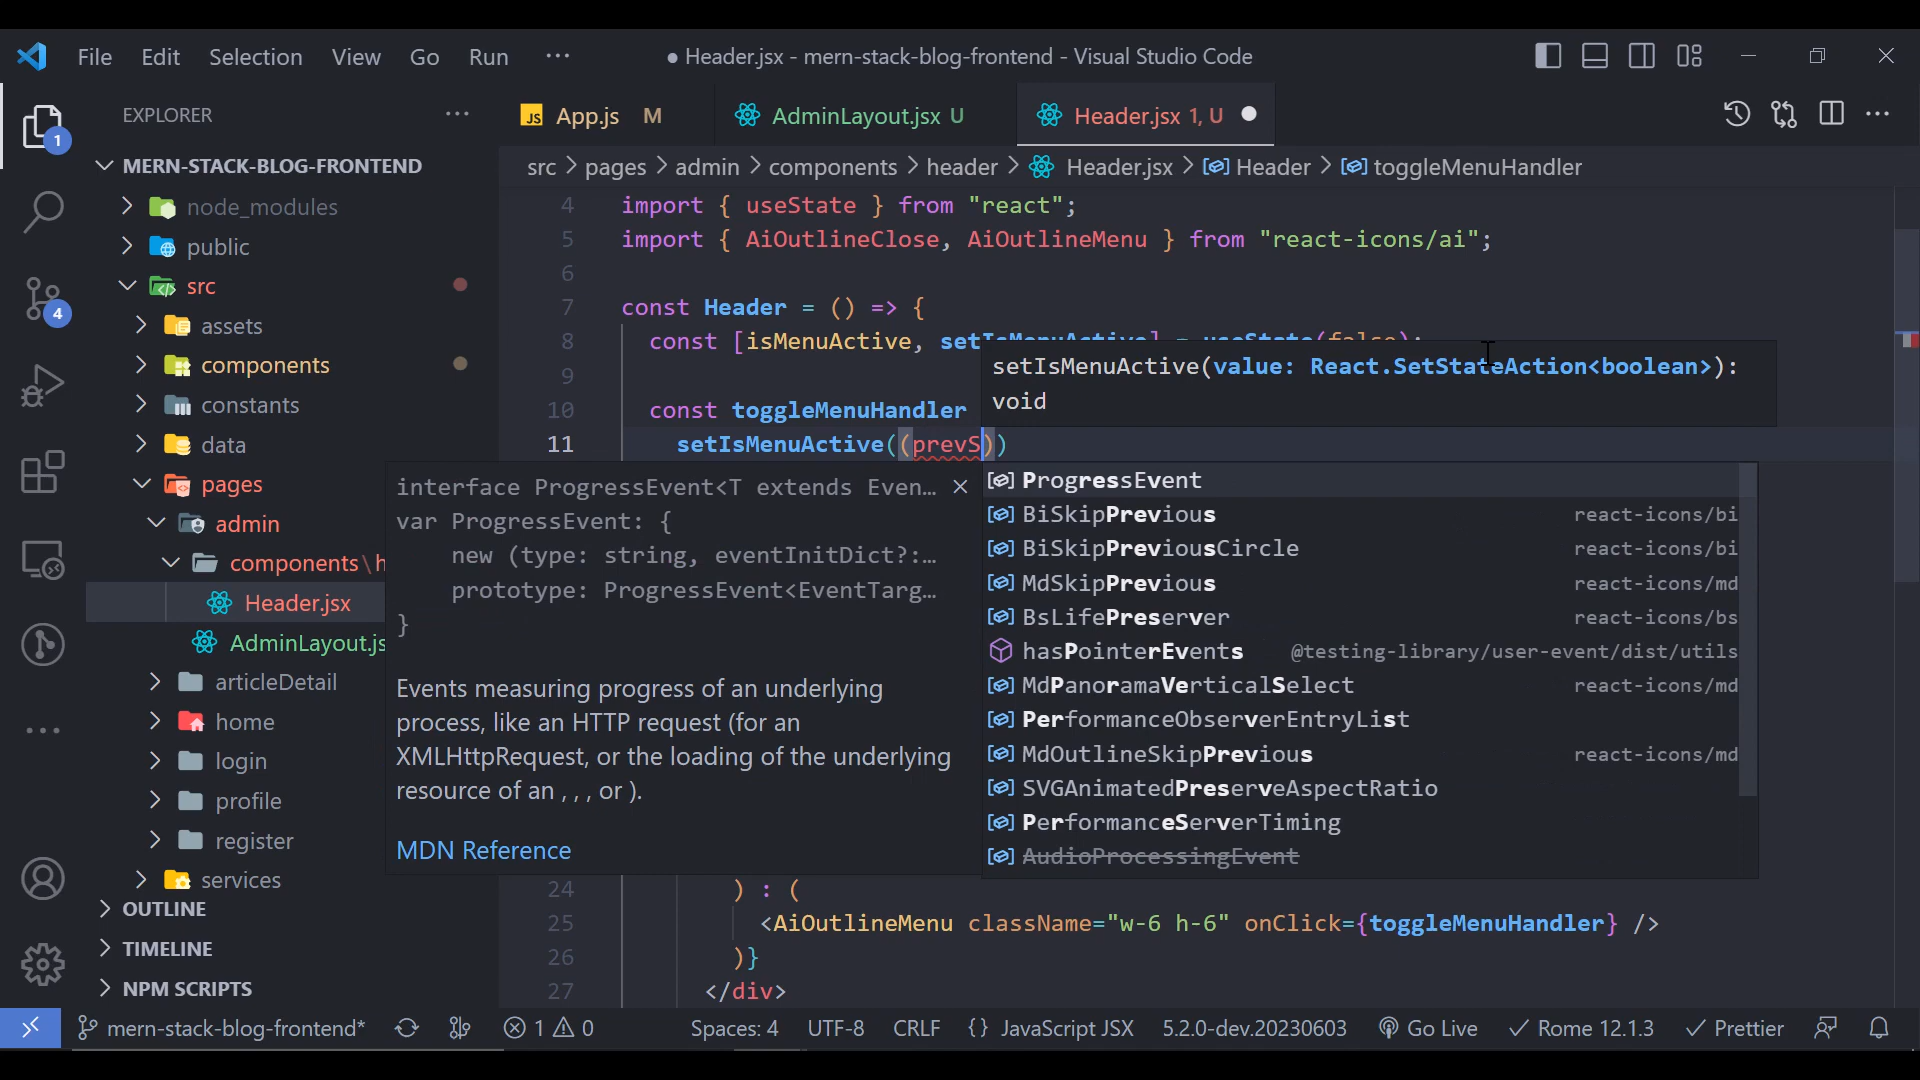 File Edit Selection View Go Run ··· ● Header.jsx - mern-stack-blog-frontend - Visual Studio Code
EXPLORER ···
JS App.js M
AdminLayout.jsx U
Header.jsx 1, U
1
MERN-STACK-BLOG-FRONTEND
src > pages > admin > components > header > Header.jsx > Header > toggleMenuHandler
node_modules
public
src
assets
components
constants
data
pages
admin
components\h
Header.jsx
AdminLayout.js
articleDetail
home
login
profile
register
services
OUTLINE
TIMELINE
NPM SCRIPTS
4
4 import { useState } from "react";
5 import { AiOutlineClose, AiOutlineMenu } from "react-icons/ai";
6
7 const Header = () => {
8 const [isMenuActive, setIsMenuActive] = useState(false);
9
10 const toggleMenuHandler
11 setIsMenuActive((prevS))
setIsMenuActive(value: React.SetStateAction<boolean>):
void
interface ProgressEvent<T extends Even…
var ProgressEvent: {
new (type: string, eventInitDict?:…
prototype: ProgressEvent<EventTarg…
}
Events measuring progress of an underlying
process, like an HTTP request (for an
XMLHttpRequest, or the loading of the underlying
resource of an , , , or ).
MDN Reference
ProgressEvent
BiSkipPrevious react-icons/bi
BiSkipPreviousCircle react-icons/bi
MdSkipPrevious react-icons/md
BsLifePreserver react-icons/bs
hasPointerEvents @testing-library/user-event/dist/utils
MdPanoramaVerticalSelect react-icons/md
PerformanceObserverEntryList
MdOutlineSkipPrevious react-icons/md
SVGAnimatedPreserveAspectRatio
PerformanceServerTiming
AudioProcessingEvent
24 ) : (
25 <AiOutlineMenu className="w-6 h-6" onClick={toggleMenuHandler} />
26 )}
27 </div>
mern-stack-blog-frontend* 1 0 Spaces: 4 UTF-8 CRLF {} JavaScript JSX 5.2.0-dev.20230603 Go Live Rome 12.1.3 Prettier